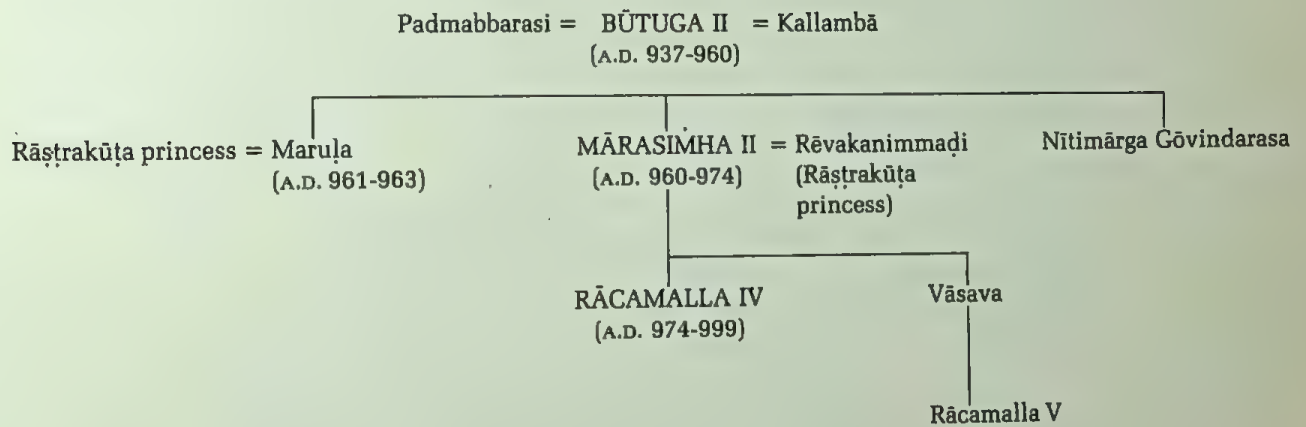 Padmabbarasi = BŪTUGA II = Kallambā
(A.D. 937-960)
Rāṣṭrakūṭa princess = Maruḷa
(A.D. 961-963)
MĀRASIṀHA II = Rēvakanimmaḍi
(A.D. 960-974) (Rāṣṭrakūṭa
princess)
Nītimārga Gōvindarasa
RĀCAMALLA IV
(A.D. 974-999)
Vāsava
Rācamalla V